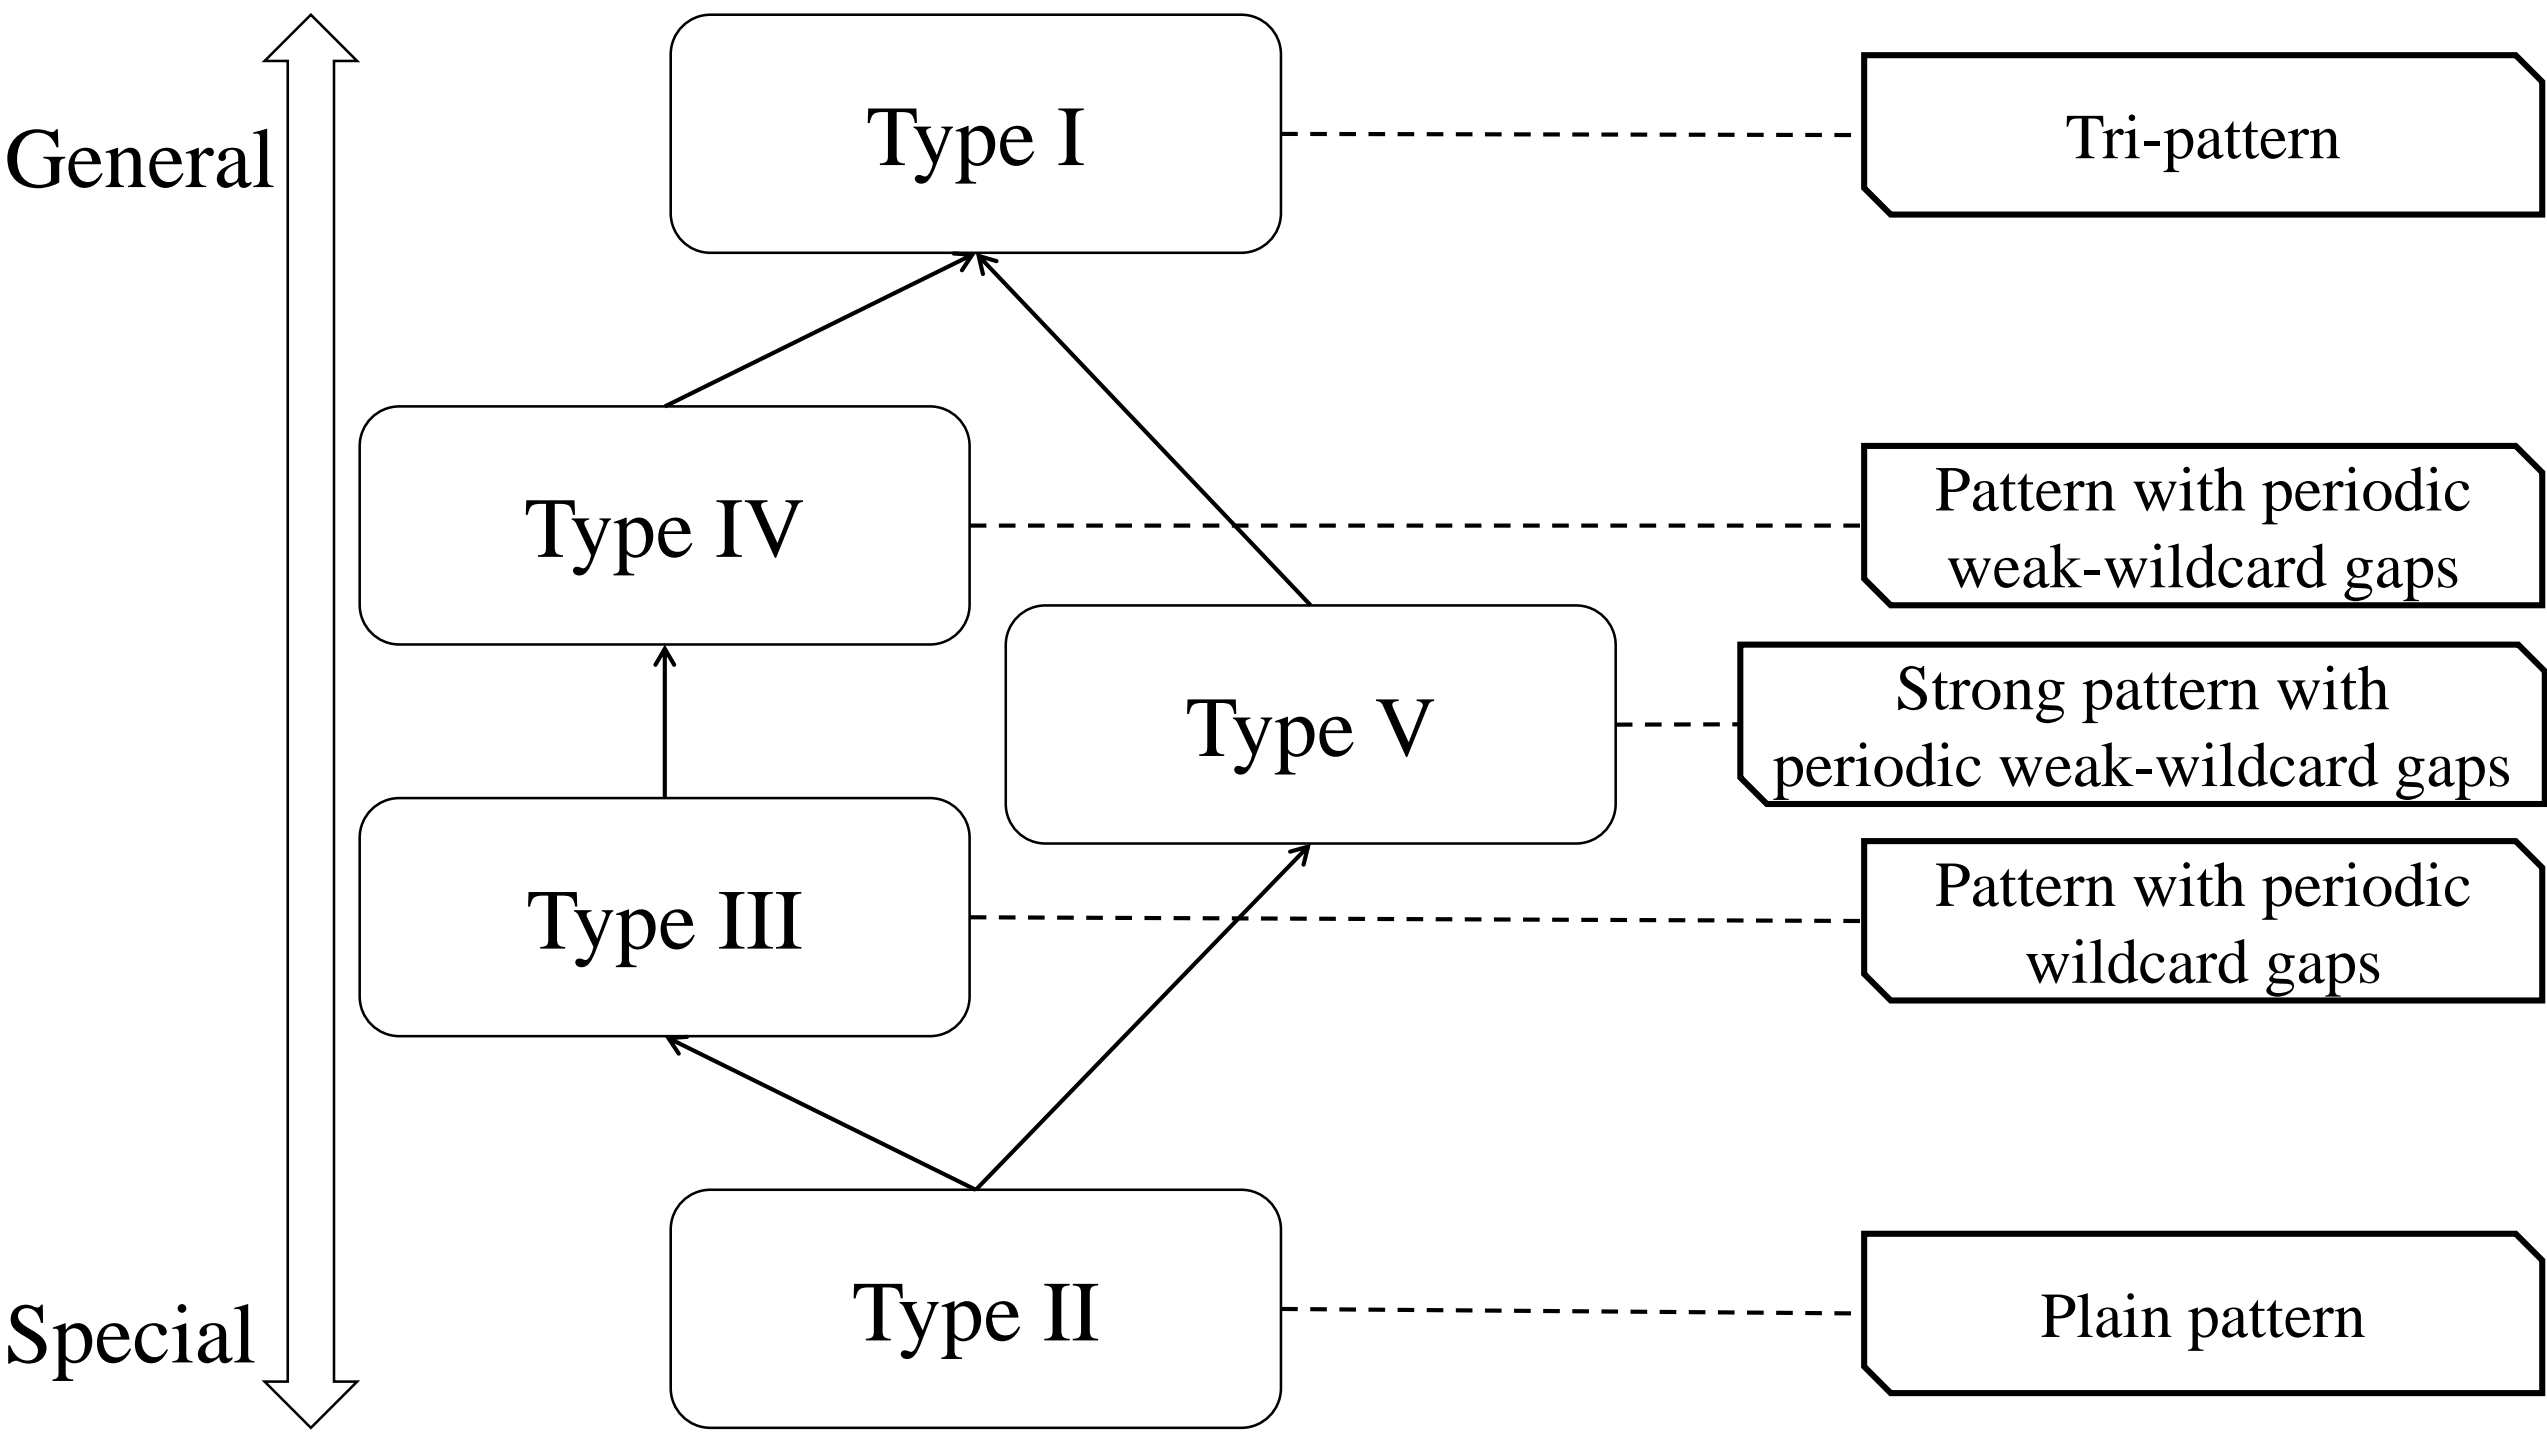 Type I
Tri-pattern
General
Pattern with periodic
weak-wildcard gaps
Type IV
Strong pattern with
periodic weak-wildcard gaps
Type V
Pattern with periodic
wildcard gaps
Type III
Type II
Plain pattern
Special